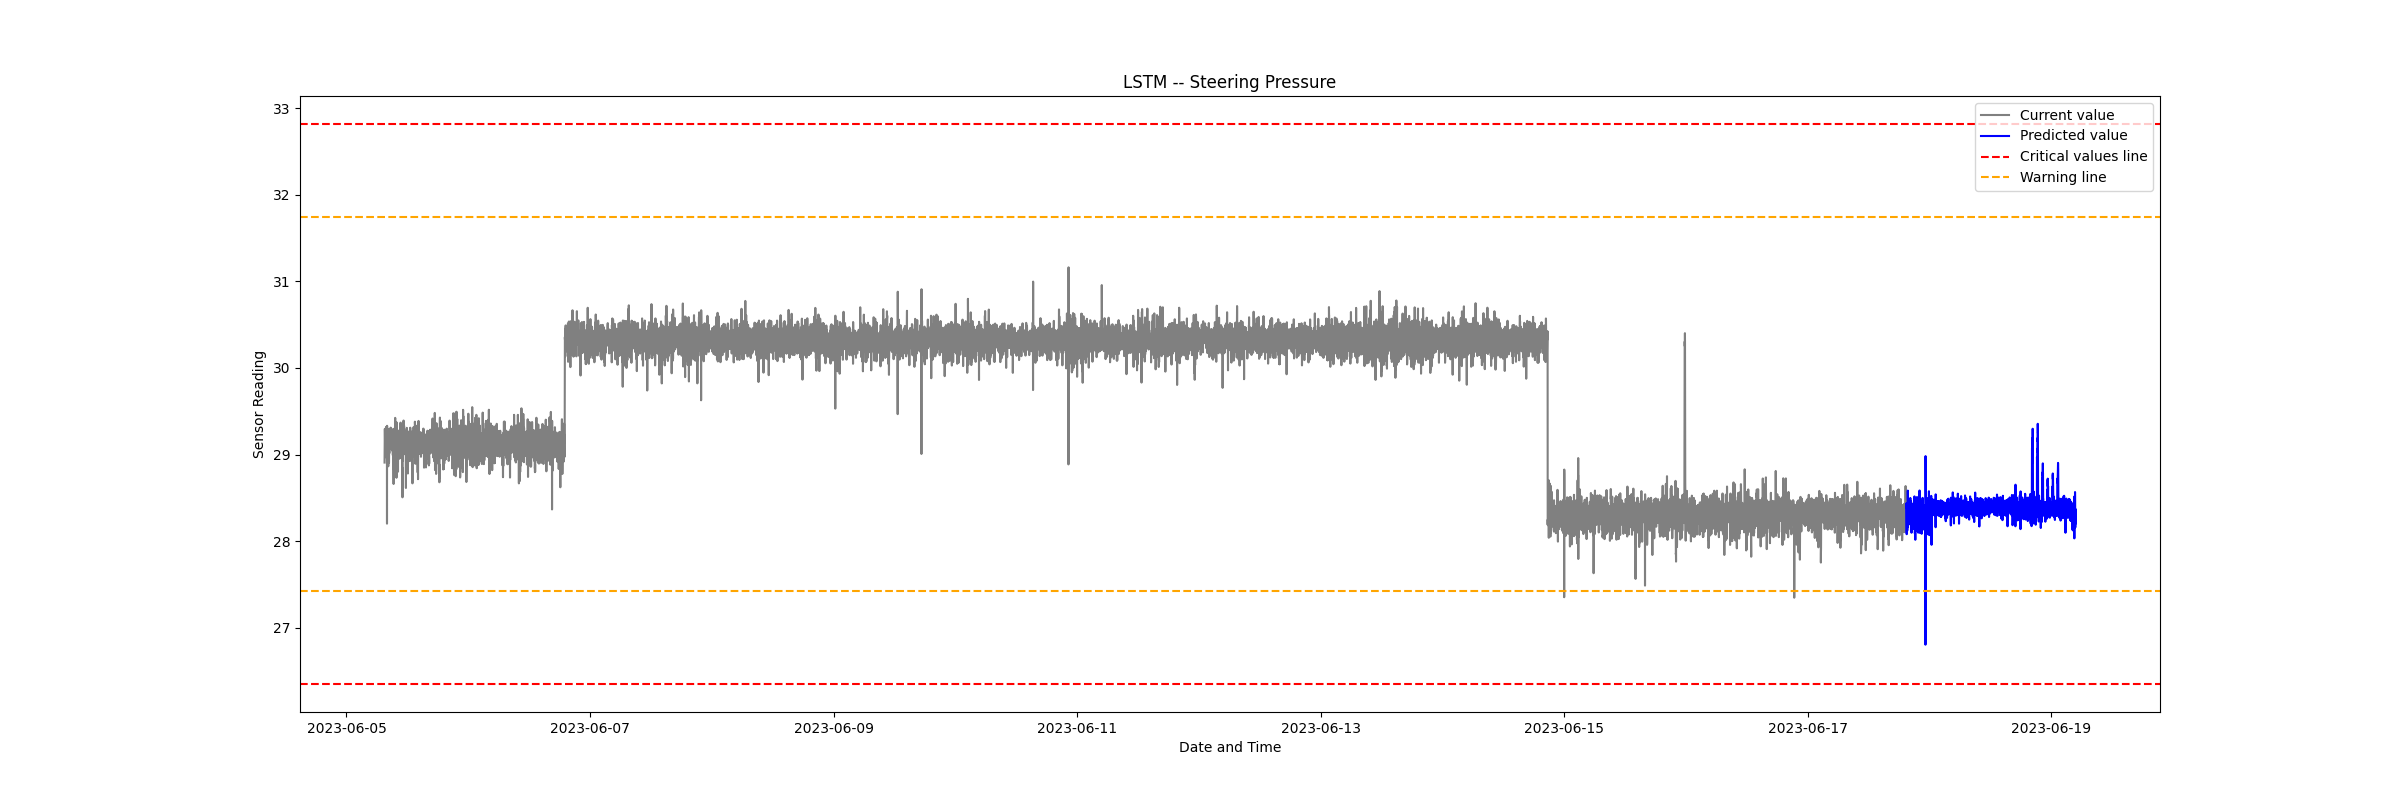 LSTM -- Steering Pressure
33
32
31
30
29
28
27
Sensor Reading
Current value
Predicted value
Critical values line
Warning line
2023-06-05
2023-06-07
2023-06-09
2023-06-11
2023-06-13
2023-06-15
2023-06-17
2023-06-19
Date and Time